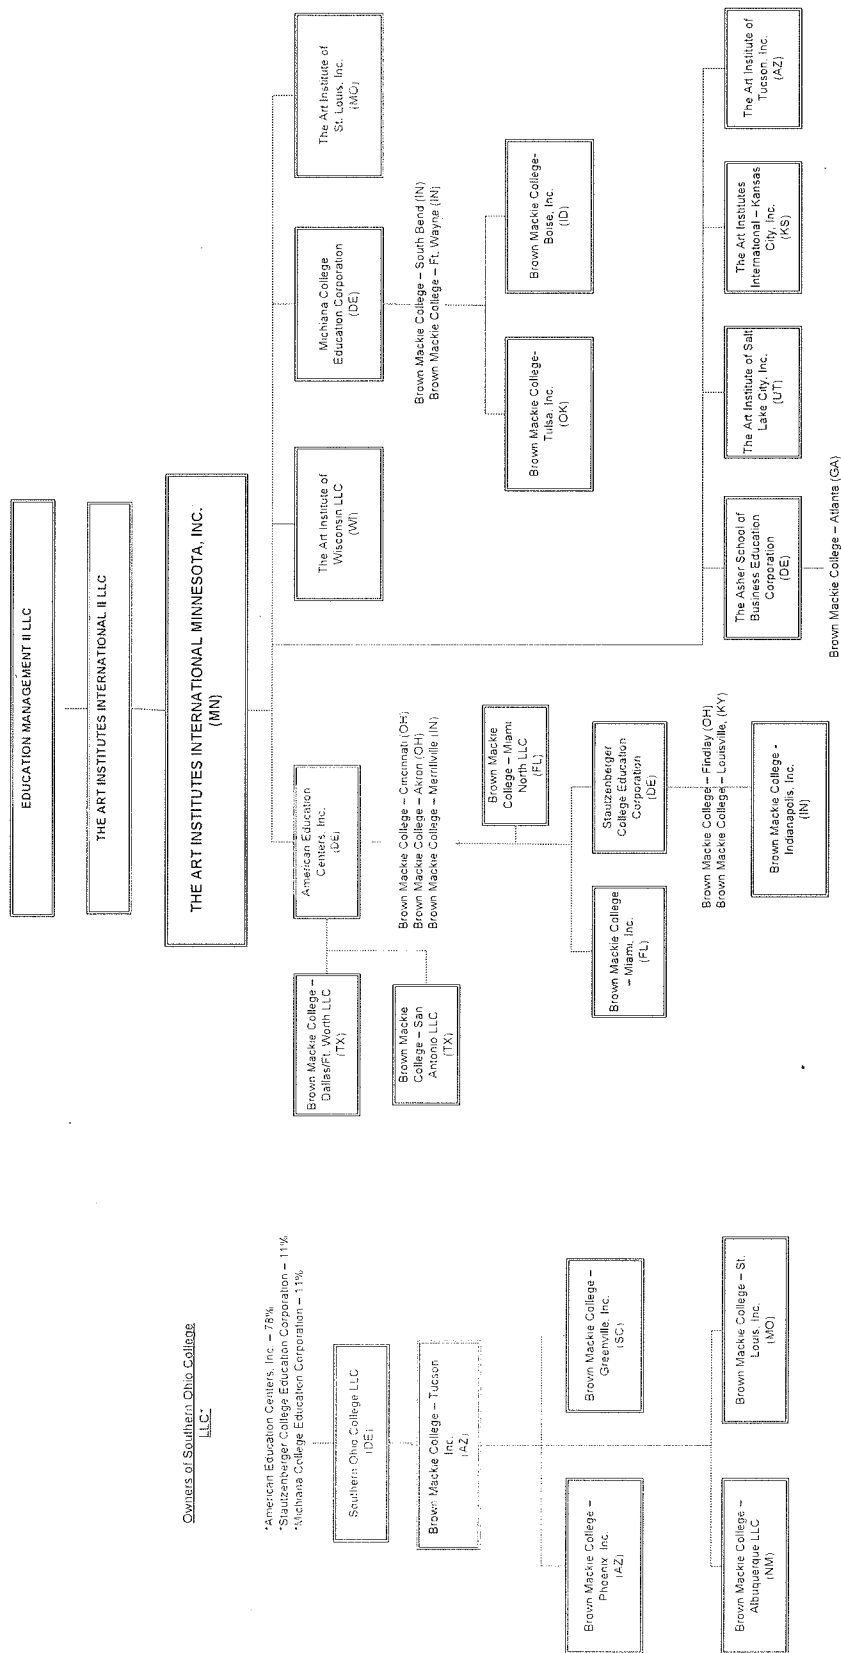 EDUCATION MANAGEMENT II LLC
THE ART INSTITUTES INTERNATIONAL II LLC
THE ART INSTITUTES INTERNATIONAL MINNESOTA, INC.
(MN)
American Education
Centers, Inc.
(DE)
The Art Institute of
Wisconsin LLC
(WI)
Michiana College
Education Corporation
(DE)
The Art Institute of
St. Louis, Inc.
(MO)
Brown Mackie College –
Dallas/Ft. Worth LLC
(TX)
Brown Mackie
College – San
Antonio LLC
(TX)
Brown Mackie College – Cincinnati (OH)
Brown Mackie College – Akron (OH)
Brown Mackie College – Merrillville (IN)
Brown Mackie College – South Bend (IN)
Brown Mackie College – Ft. Wayne (IN)
Brown Mackie
College – Miami
North LLC
(FL)
Brown Mackie College-
Tulsa, Inc.
(OK)
Brown Mackie College-
Boise, Inc.
(ID)
Brown Mackie College
– Miami, Inc.
(FL)
Stautzenberger
College Education
Corporation
(DE)
Brown Mackie College – Findlay (OH)
Brown Mackie College – Louisville, (KY)
Brown Mackie College -
Indianapolis, Inc.
(IN)
The Asher School of
Business Education
Corporation
(DE)
The Art Institute of Salt
Lake City, Inc.
(UT)
The Art Institutes
International – Kansas
City, Inc.
(KS)
The Art Institute of
Tucson, Inc.
(AZ)
Brown Mackie College – Atlanta (GA)
Owners of Southern Ohio College
LLC*
*American Education Centers, Inc. – 78%
*Stautzenberger College Education Corporation – 11%
*Michiana College Education Corporation – 11%
Southern Ohio College LLC
(DE)
Brown Mackie College – Tucson
Inc.
(AZ)
Brown Mackie College –
Phoenix Inc.
(AZ)
Brown Mackie College –
Greenville, Inc.
(SC)
Brown Mackie College –
Albuquerque LLC
(NM)
Brown Mackie College – St.
Louis, Inc.
(MO)